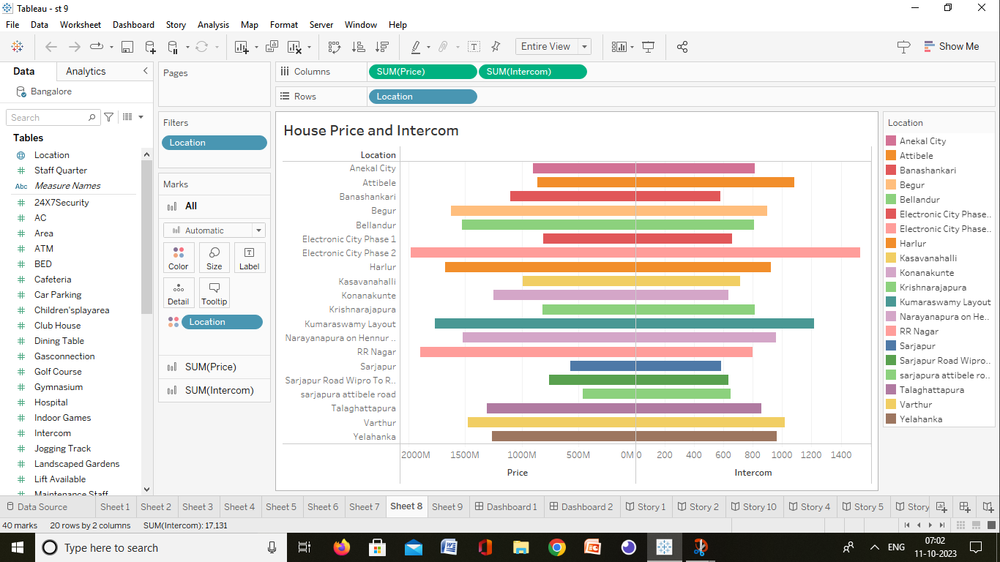 Tableau - st 9
File Data Worksheet Dashboard Story Analysis Map Format Server Window Help
Entire View
Show Me
Data Analytics
Bangalore
Search
Tables
Location
Staff Quarter
Abc Measure Names
24X7Security
AC
Area
ATM
BED
Cafeteria
Car Parking
Children'splayarea
Club House
Dining Table
Gasconnection
Golf Course
Gymnasium
Hospital
Indoor Games
Intercom
Jogging Track
Landscaped Gardens
Lift Available
Maintenance Staff
Pages
Filters
Location
Marks
All
Automatic
Color Size Label
Detail Tooltip
Location
SUM(Price)
SUM(Intercom)
Columns SUM(Price) SUM(Intercom)
Rows Location
House Price and Intercom
Location
Anekal City
Attibele
Banashankari
Begur
Bellandur
Electronic City Phase 1
Electronic City Phase 2
Harlur
Kasavanahalli
Konanakunte
Krishnarajapura
Kumaraswamy Layout
Narayanapura on Hennur ..
RR Nagar
Sarjapur
Sarjapur Road Wipro To R..
sarjapura attibele road
Talaghattapura
Varthur
Yelahanka
2000M 1500M 1000M 500M 0M 0 200 400 600 800 1000 1200 1400
Price Intercom
Location
Anekal City
Attibele
Banashankari
Begur
Bellandur
Electronic City Phase..
Electronic City Phase..
Harlur
Kasavanahalli
Konanakunte
Krishnarajapura
Kumaraswamy Layout
Narayanapura on He..
RR Nagar
Sarjapur
Sarjapur Road Wipro..
sarjapura attibele ro..
Talaghattapura
Varthur
Yelahanka
Data Source Sheet 1 Sheet 2 Sheet 3 Sheet 4 Sheet 5 Sheet 6 Sheet 7 Sheet 8 Sheet 9 Dashboard 1 Dashboard 2 Story 1 Story 2 Story 10 Story 4 Story 5 Story
40 marks 20 rows by 2 columns SUM(Intercom): 17,131
Type here to search
ENG
07:02
11-10-2023